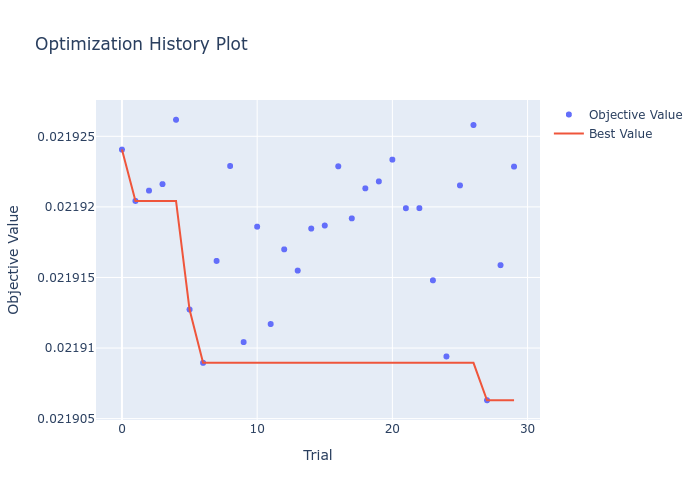 Optimization History Plot
Objective Value
Best Value
0.021925
0.02192
0.021915
0.02191
0.021905
Objective Value
0
10
20
30
Trial